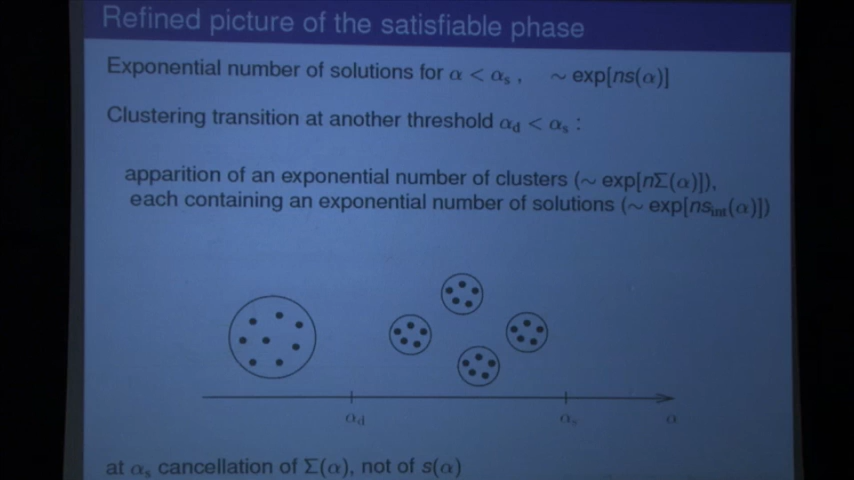 Refined picture of the satisfiable phase
Exponential number of solutions for α < αs , ∼ exp[ns(α)]
Clustering transition at another threshold αd < αs :
apparition of an exponential number of clusters (∼ exp[nΣ(α)]),
each containing an exponential number of solutions (∼ exp[nsint(α)])
αd αs α
at αs cancellation of Σ(α), not of s(α)